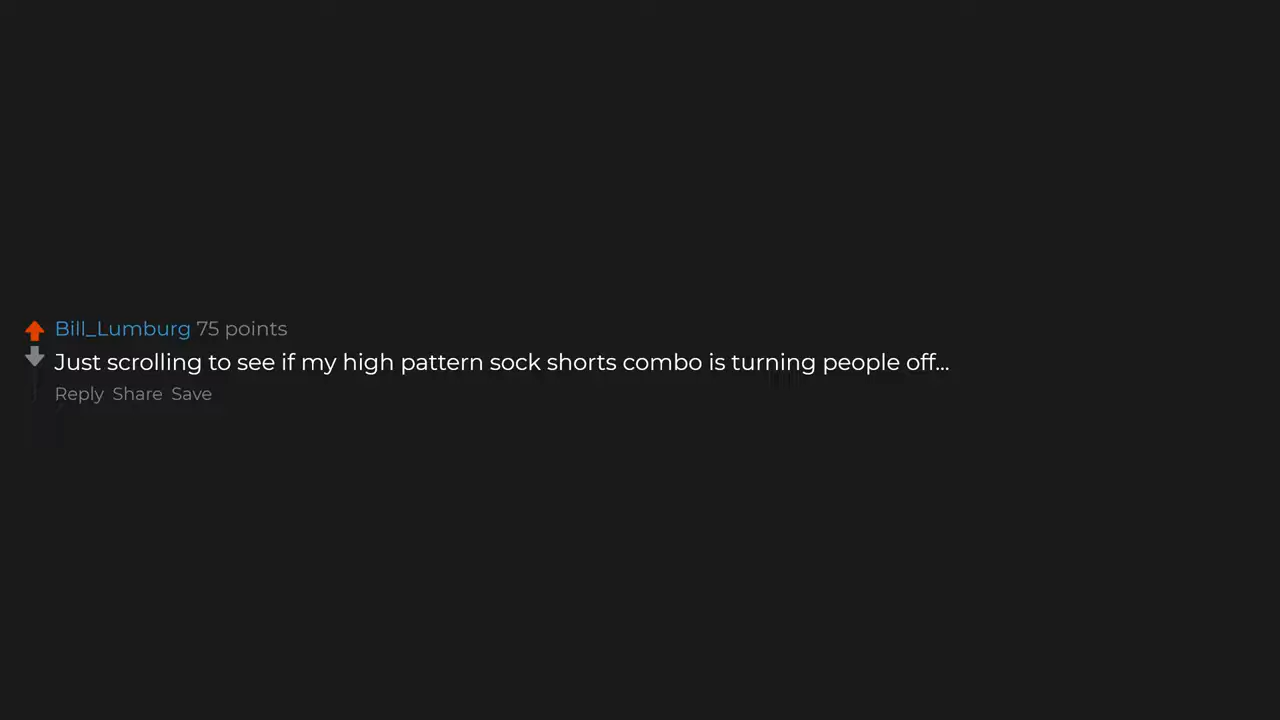 Bill_Lumburg 75 points
Just scrolling to see if my high pattern sock shorts combo is turning people off...
Reply Share Save